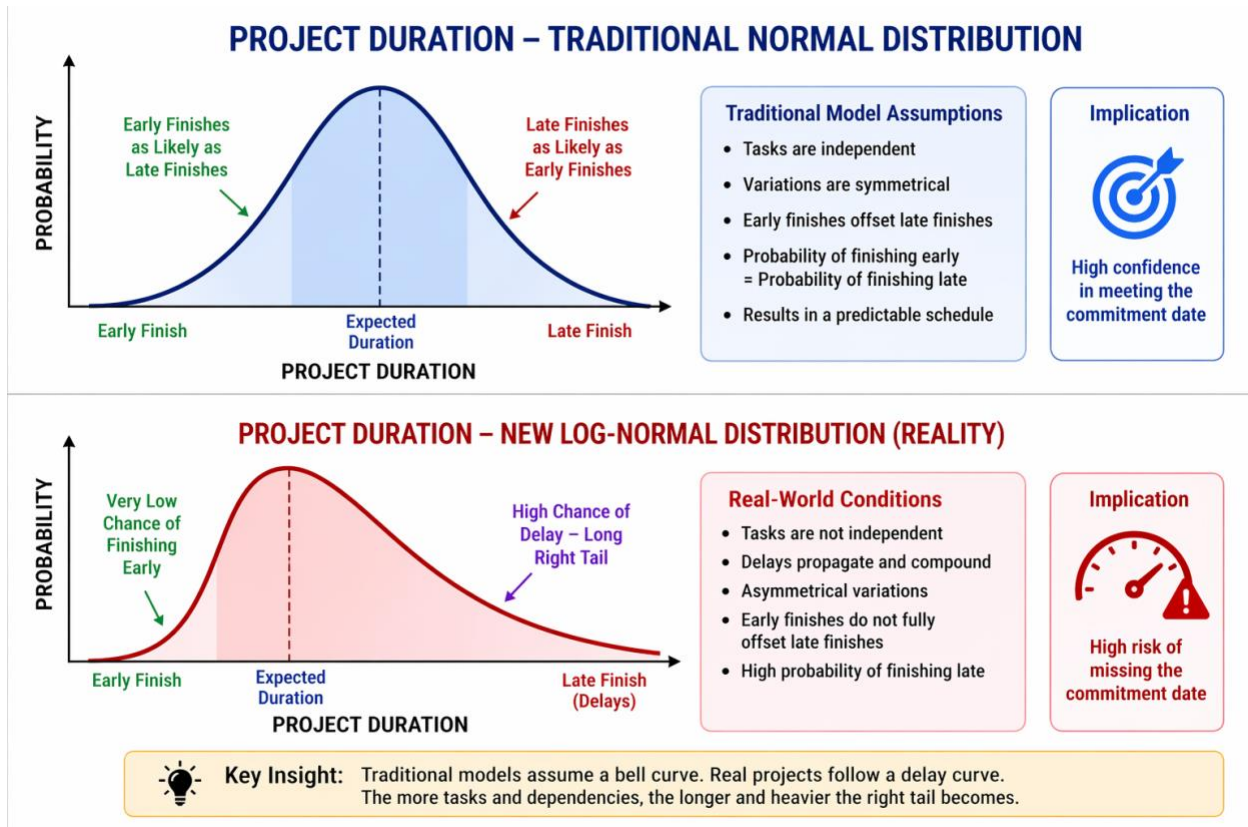 PROJECT DURATION – TRADITIONAL NORMAL DISTRIBUTION
PROBABILITY
Early Finishes
as Likely as
Late Finishes
Late Finishes
as Likely as
Early Finishes
Early Finish
Expected
Duration
Late Finish
PROJECT DURATION
Traditional Model Assumptions
• Tasks are independent
• Variations are symmetrical
• Early finishes offset late finishes
• Probability of finishing early
= Probability of finishing late
• Results in a predictable schedule
Implication
High confidence
in meeting the
commitment date
PROJECT DURATION – NEW LOG-NORMAL DISTRIBUTION (REALITY)
PROBABILITY
Very Low
Chance of
Finishing
Early
High Chance of
Delay – Long
Right Tail
Early Finish
Expected
Duration
Late Finish
(Delays)
PROJECT DURATION
Real-World Conditions
• Tasks are not independent
• Delays propagate and compound
• Asymmetrical variations
• Early finishes do not fully
offset late finishes
• High probability of finishing late
Implication
High risk of
missing the
commitment date
Key Insight: Traditional models assume a bell curve. Real projects follow a delay curve.
The more tasks and dependencies, the longer and heavier the right tail becomes.